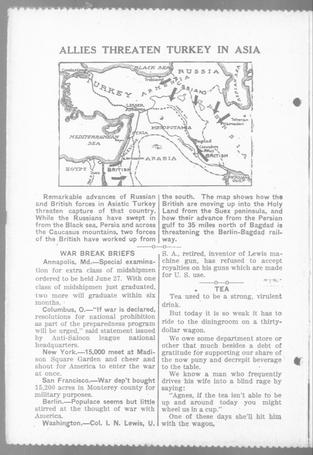 ALLIES THREATEN TURKEY IN ASIA
BLACK SEA
RUSSIA
TURKEY
ARMENIA
MEDITERRANEAN
SEA
SYRIA
MESOPOTAMIA
ARABIA
EGYPT
BRITISH
BRITISH
Remarkable advances of Russian
and British forces in Asiatic Turkey
threaten capture of that country.
While the Russians have swept in
from the Black sea, Persia and across
the Caucasus mountains, two forces
of the British have worked up from
the south. The map shows how the
British are moving up into the Holy
Land from the Suex peninsula, and
how their advance from the Persian
gulf to 35 miles north of Bagdad is
threatening the Berlin-Bagdad rail-
way.
WAR BREAK BRIEFS
Annapolis, Md.—Special examina-
tion for extra class of midshipmen
ordered to be held June 27. With one
class of midshipmen just graduated,
two more will graduate within six
months.
Columbus, O.—"If war is declared,
resolutions for national prohibition
as part of the preparedness program
will be urged," said statement issued
by Anti-Saloon league national
headquarters.
New York.—15,000 meet at Madi-
son Square Garden and cheer and
shout for America to enter the war
at once.
San Francisco.—War dep't bought
15,200 acres in Monterey county for
military purposes.
Berlin.—Populace seems but little
stirred at the thought of war with
America.
Washington.—Col. I. N. Lewis, U.
S. A., retired, inventor of Lewis ma-
chine gun, has refused to accept
royalties on his guns which are made
for U. S. use.
TEA
Tea used to be a strong, virulent
drink.
But today it is so weak it has to
ride to the diningroom on a thirty-
dollar wagon.
We owe some department store or
other that much besides a debt of
gratitude for supporting our share of
the now puny and decrepit beverage
to the table.
We know a man who frequently
drives his wife into a blind rage by
saying:
"Agnes, if the tea isn't able to be
up and around today you might
wheel us in a cup."
One of these days she'll hit him
with the wagon.